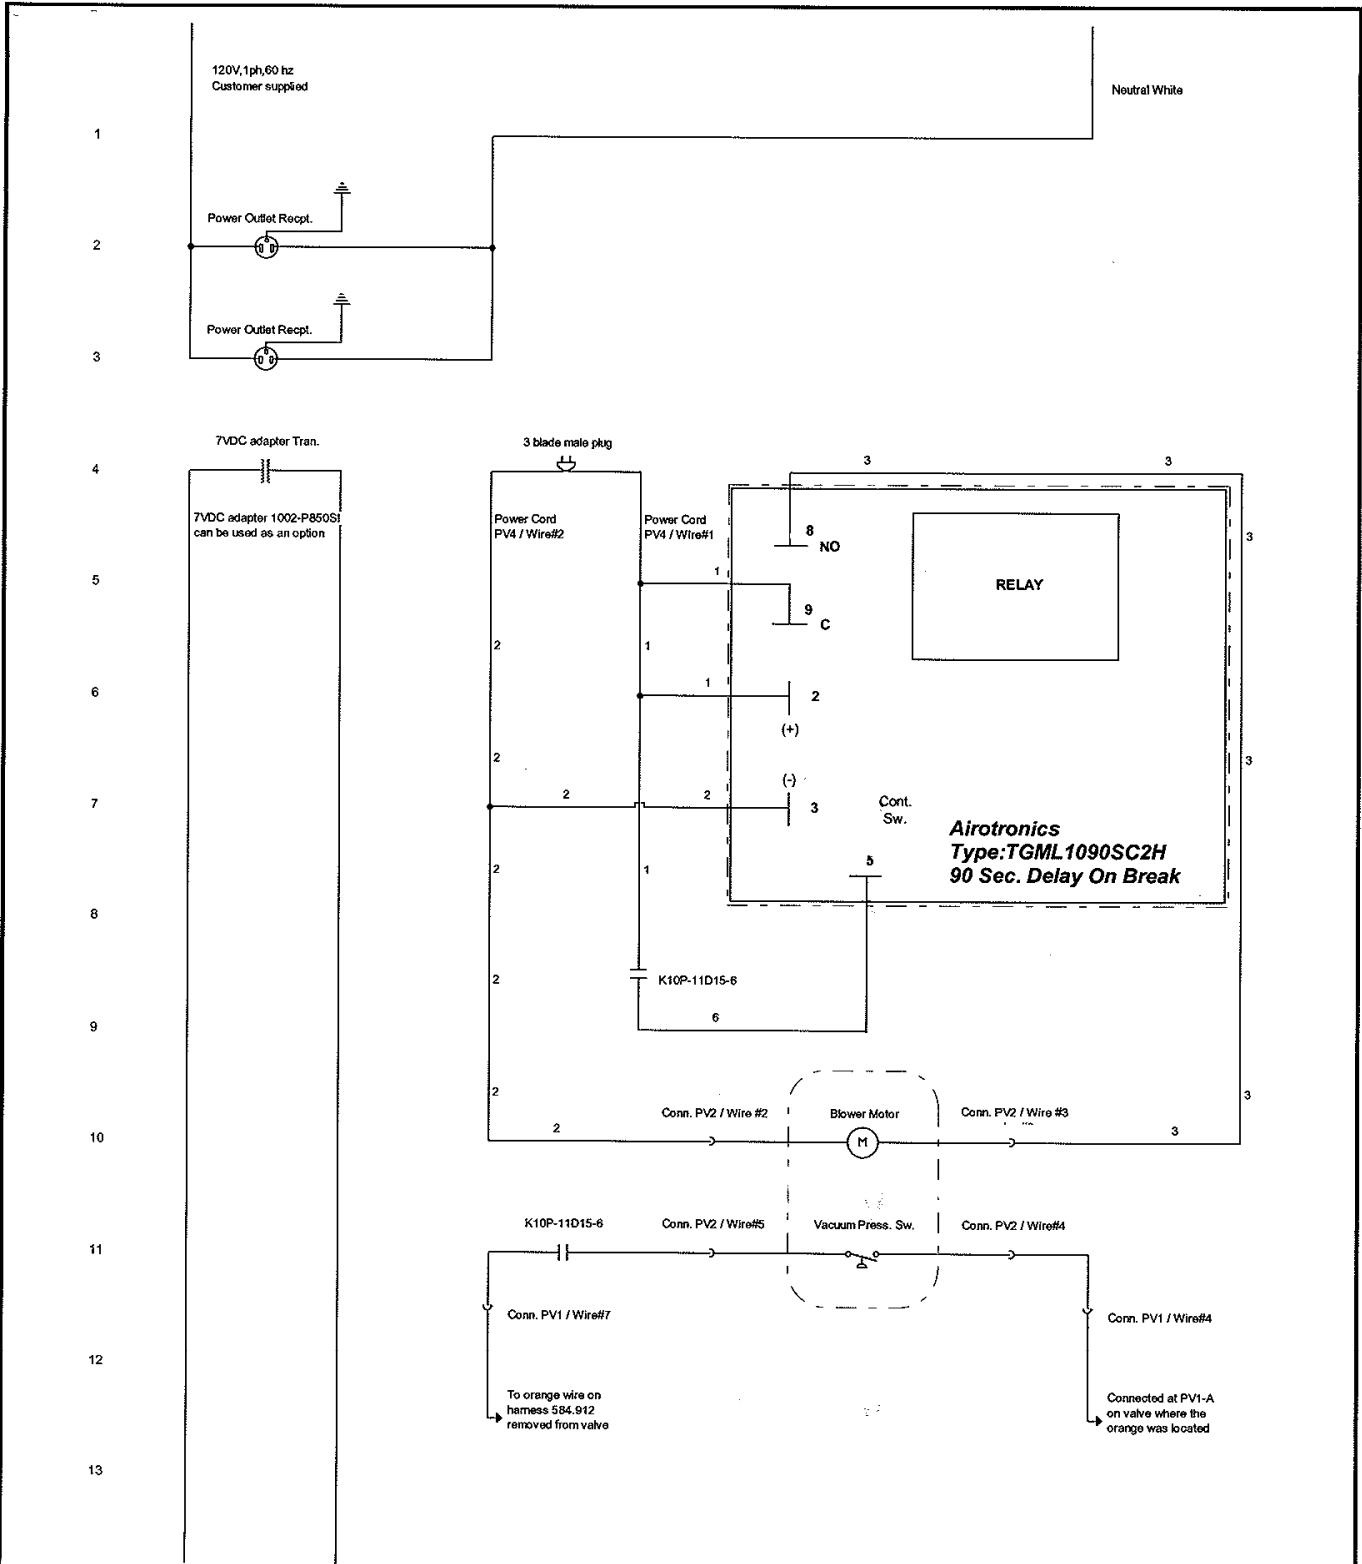 120V,1ph,60 hz
Customer supplied
Neutral White
1
Power Outlet Recpt.
2
Power Outlet Recpt.
3
7VDC adapter Tran.
3 blade male plug
4
3
3
7VDC adapter 1002-P850SI
can be used as an option
Power Cord
PV4 / Wire#2
Power Cord
PV4 / Wire#1
8
NO
3
RELAY
5
1
9
C
2
1
6
1
2
(+)
2
3
(-)
7
2
2
3
Cont.
Sw.
Airotronics
Type:TGML1090SC2H
90 Sec. Delay On Break
2
1
5
8
2
K10P-11D15-6
9
6
2
3
Conn. PV2 / Wire #2
Blower Motor
Conn. PV2 / Wire #3
10
2
M
3
K10P-11D15-6
Conn. PV2 / Wire#5
Vacuum Press. Sw.
Conn. PV2 / Wire#4
11
Conn. PV1 / Wire#7
Conn. PV1 / Wire#4
12
To orange wire on
harness 584.912
removed from valve
Connected at PV1-A
on valve where the
orange was located
13